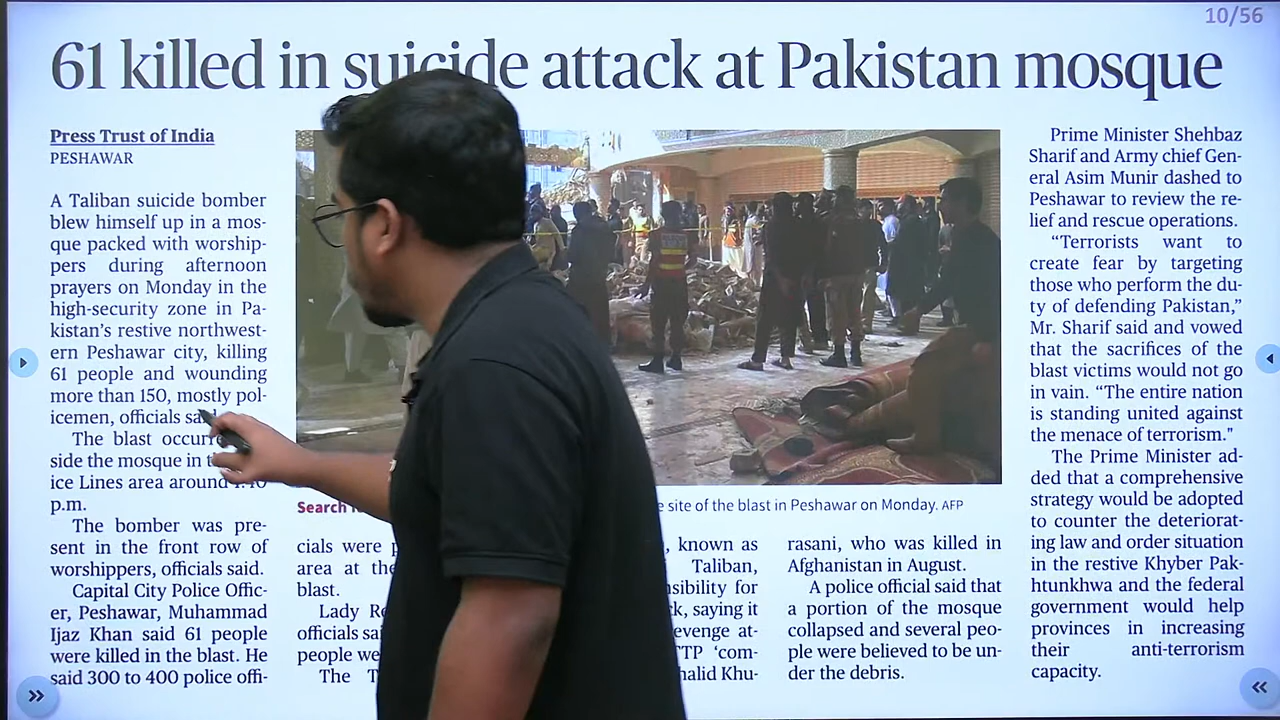 10/56
61 killed in suicide attack at Pakistan mosque
Press Trust of India
PESHAWAR
A Taliban suicide bomber
blew himself up in a mos-
que packed with worship-
pers during afternoon
prayers on Monday in the
high-security zone in Pa-
kistan's restive northwest-
ern Peshawar city, killing
61 people and wounding
more than 150, mostly pol-
icemen, officials said
The blast
side the mosque in
ice Lines area around
p.m.
The bomber was pre-
sent in the front row of
worshippers, officials said.
Capital City Police Offic-
er, Peshawar, Muhammad
Ijaz Khan said 61 people
were killed in the blast. He
said 300 to 400 police offi-
Search
site of the blast in Peshawar on Monday. AFP
cials were
area at the
blast.
Lady
officials
people
The
, known as
Taliban,
for
saying it
at-
'com-
Khu-
rasani, who was killed in
Afghanistan in August.
A police official said that
a portion of the mosque
collapsed and several peo-
ple were believed to be un-
der the debris.
Prime Minister Shehbaz
Sharif and Army chief Gen-
eral Asim Munir dashed to
Peshawar to review the re-
lief and rescue operations.
"Terrorists want to
create fear by targeting
those who perform the du-
ty of defending Pakistan,"
Mr. Sharif said and vowed
that the sacrifices of the
blast victims would not go
in vain. "The entire nation
is standing united against
the menace of terrorism."
The Prime Minister ad-
ded that a comprehensive
strategy would be adopted
to counter the deteriorat-
ing law and order situation
in the restive Khyber Pak-
htunkhwa and the federal
government would help
provinces in increasing
their anti-terrorism
capacity.